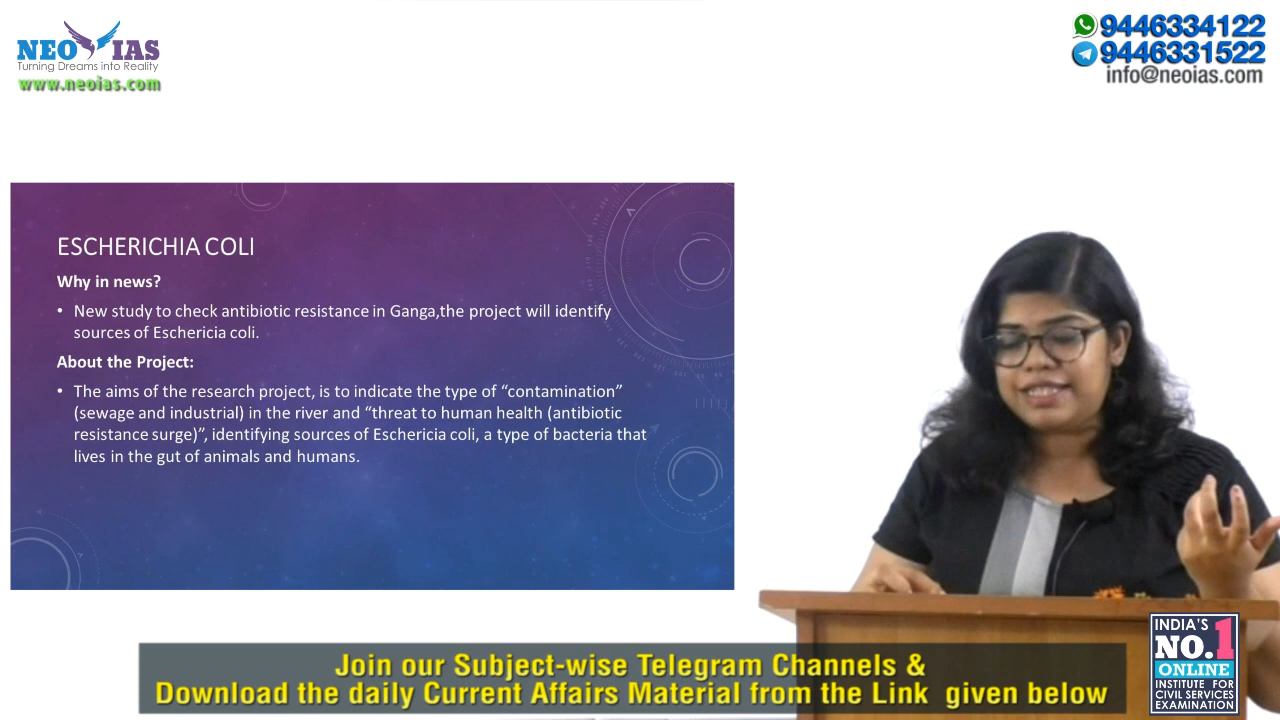 NEO IAS
Turning Dreams into Reality
www.neoias.com
9446334122
9446331522
info@neoias.com
ESCHERICHIA COLI
Why in news?
• New study to check antibiotic resistance in Ganga,the project will identify
sources of Eschericia coli.
About the Project:
• The aims of the research project, is to indicate the type of “contamination”
(sewage and industrial) in the river and “threat to human health (antibiotic
resistance surge)”, identifying sources of Eschericia coli, a type of bacteria that
lives in the gut of animals and humans.
Join our Subject-wise Telegram Channels &
Download the daily Current Affairs Material from the Link given below
INDIA'S
NO.1
ONLINE
INSTITUTE FOR
CIVIL SERVICES
EXAMINATION